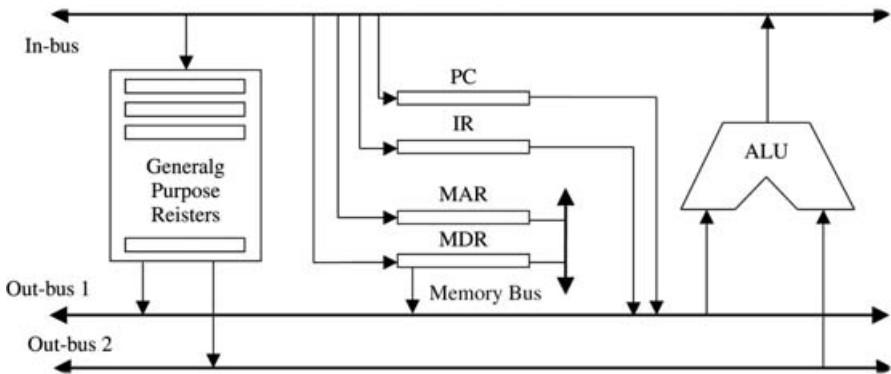 In-bus
PC
IR
ALU
Generalg
Purpose
Reisters
MAR
MDR
Out-bus 1
Memory Bus
Out-bus 2